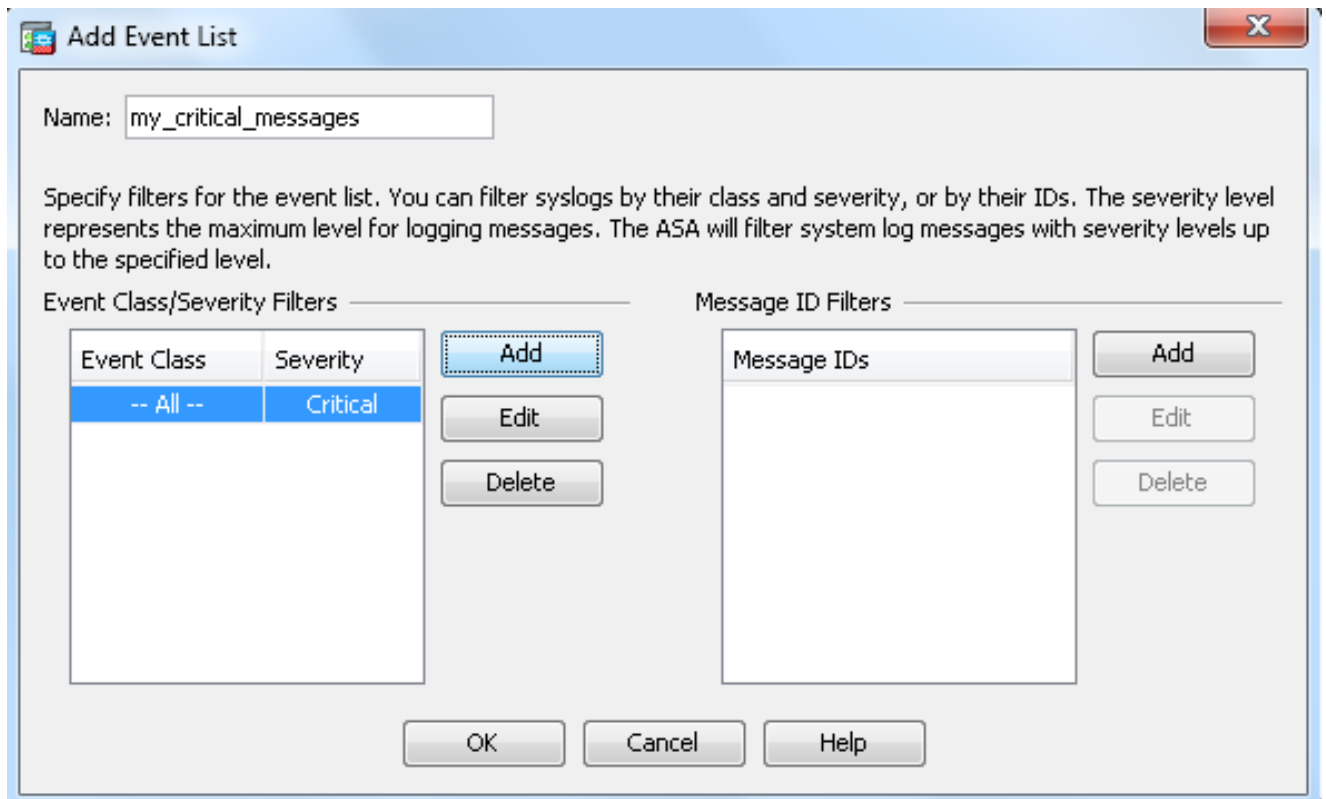 Add Event List
Name: my_critical_messages
Specify filters for the event list. You can filter syslogs by their class and severity, or by their IDs. The severity level
represents the maximum level for logging messages. The ASA will filter system log messages with severity levels up
to the specified level.
Event Class/Severity Filters
Message ID Filters
Event Class Severity Add
Message IDs Add
-- All -- Critical
Edit
Edit
Delete
Delete
OK Cancel Help